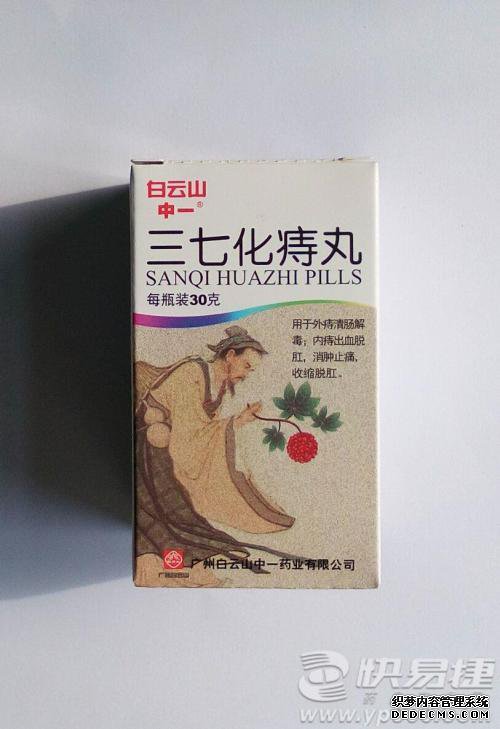 白云山
中一®
三七化痔丸
SANQI HUAZHI PILLS
每瓶装30克
用于外痔清肠解
毒；内痔出血脱
肛，消肿止痛，
收缩脱肛。
广州白云山中一药业有限公司
快易捷
药
织梦内容管理系统
DEDECMS.COM